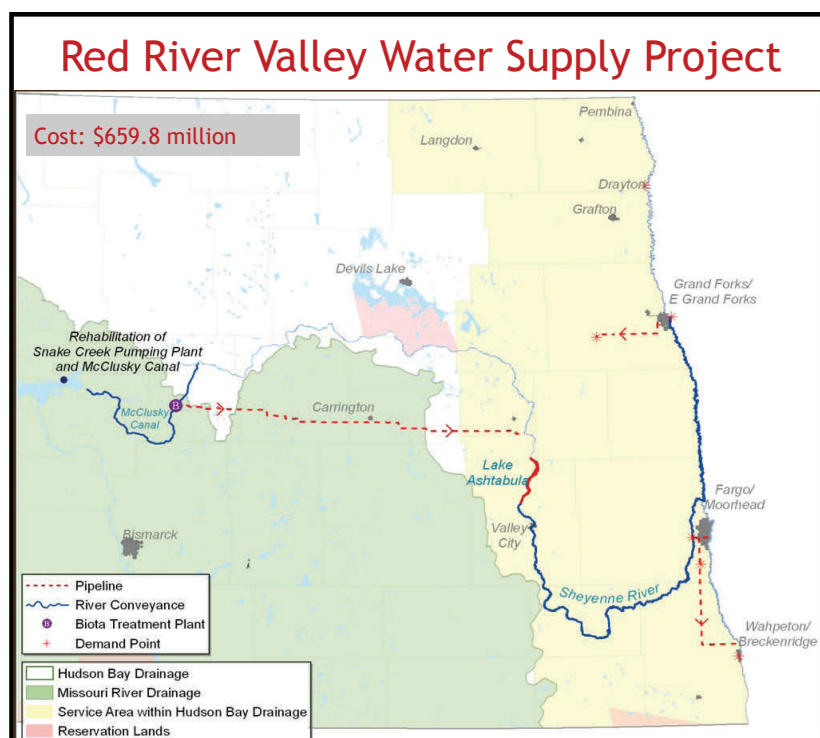 Red River Valley Water Supply Project
Cost: $659.8 million
Pembina
Langdon
Drayton
Grafton
Devils Lake
Grand Forks/
E Grand Forks
Rehabilitation of
Snake Creek Pumping Plant
and McClusky Canal
McClusky
Canal
B
Carrington
Lake
Ashtabula
Fargo/
Moorhead
Valley
City
Bismarck
Sheyenne River
Wahpeton/
Breckenridge
Pipeline
River Conveyance
B Biota Treatment Plant
Demand Point
Hudson Bay Drainage
Missouri River Drainage
Service Area within Hudson Bay Drainage
Reservation Lands